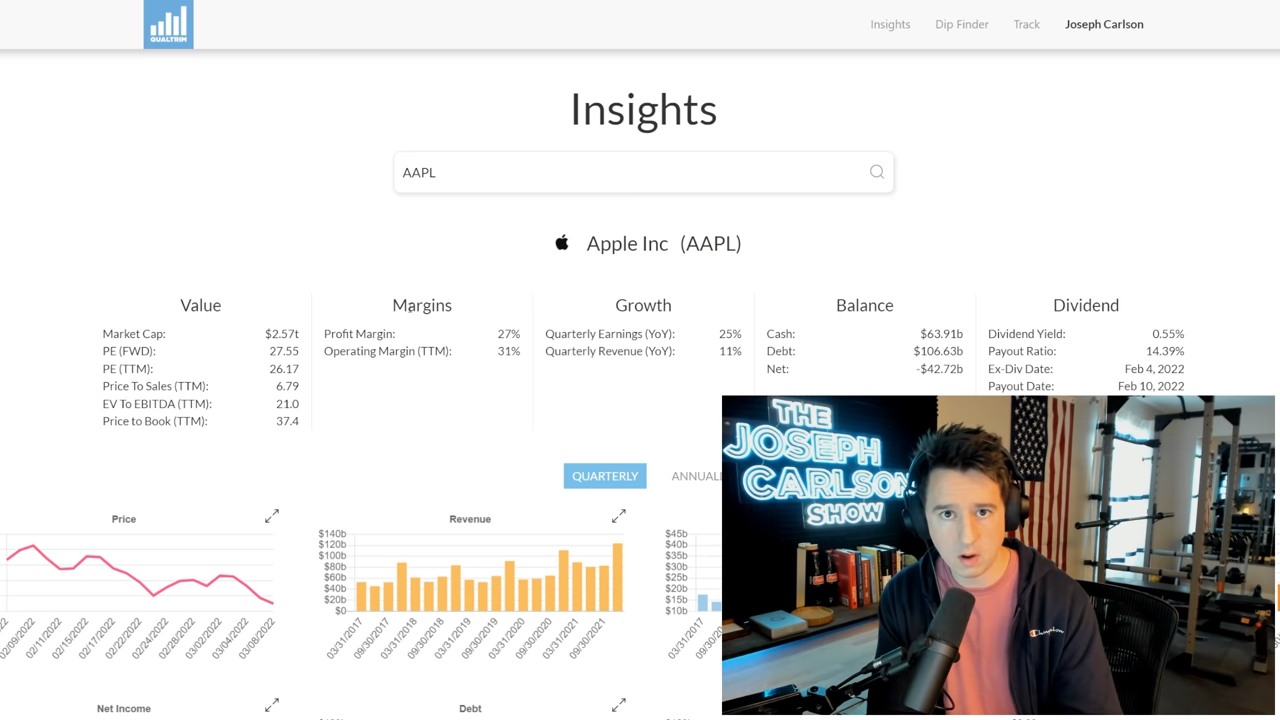 QUALTRIM
Insights Dip Finder Track Joseph Carlson
Insights
AAPL
Apple Inc (AAPL)
Value
Market Cap: $2.57t
PE (FWD): 27.55
PE (TTM): 26.17
Price To Sales (TTM): 6.79
EV To EBITDA (TTM): 21.0
Price to Book (TTM): 37.4
Margins
Profit Margin: 27%
Operating Margin (TTM): 31%
Growth
Quarterly Earnings (YoY): 25%
Quarterly Revenue (YoY): 11%
Balance
Cash: $63.91b
Debt: $106.63b
Net: -$42.72b
Dividend
Dividend Yield: 0.55%
Payout Ratio: 14.39%
Ex-Div Date: Feb 4, 2022
Payout Date: Feb 10, 2022
QUARTERLY ANNUAL
Price
02/09/2022
02/11/2022
02/15/2022
02/17/2022
02/22/2022
02/24/2022
02/28/2022
03/02/2022
03/04/2022
03/08/2022
Revenue
$140b
$120b
$100b
$80b
$60b
$40b
$20b
$0
03/31/2017
09/30/2017
03/31/2018
09/30/2018
03/31/2019
09/30/2019
03/31/2020
09/30/2020
03/31/2021
09/30/2021
$45b
$40b
$35b
$30b
$25b
$20b
$15b
$10b
03/31/2017
Net Income
Debt
THE
JOSEPH
CARLSON
SHOW
Champion